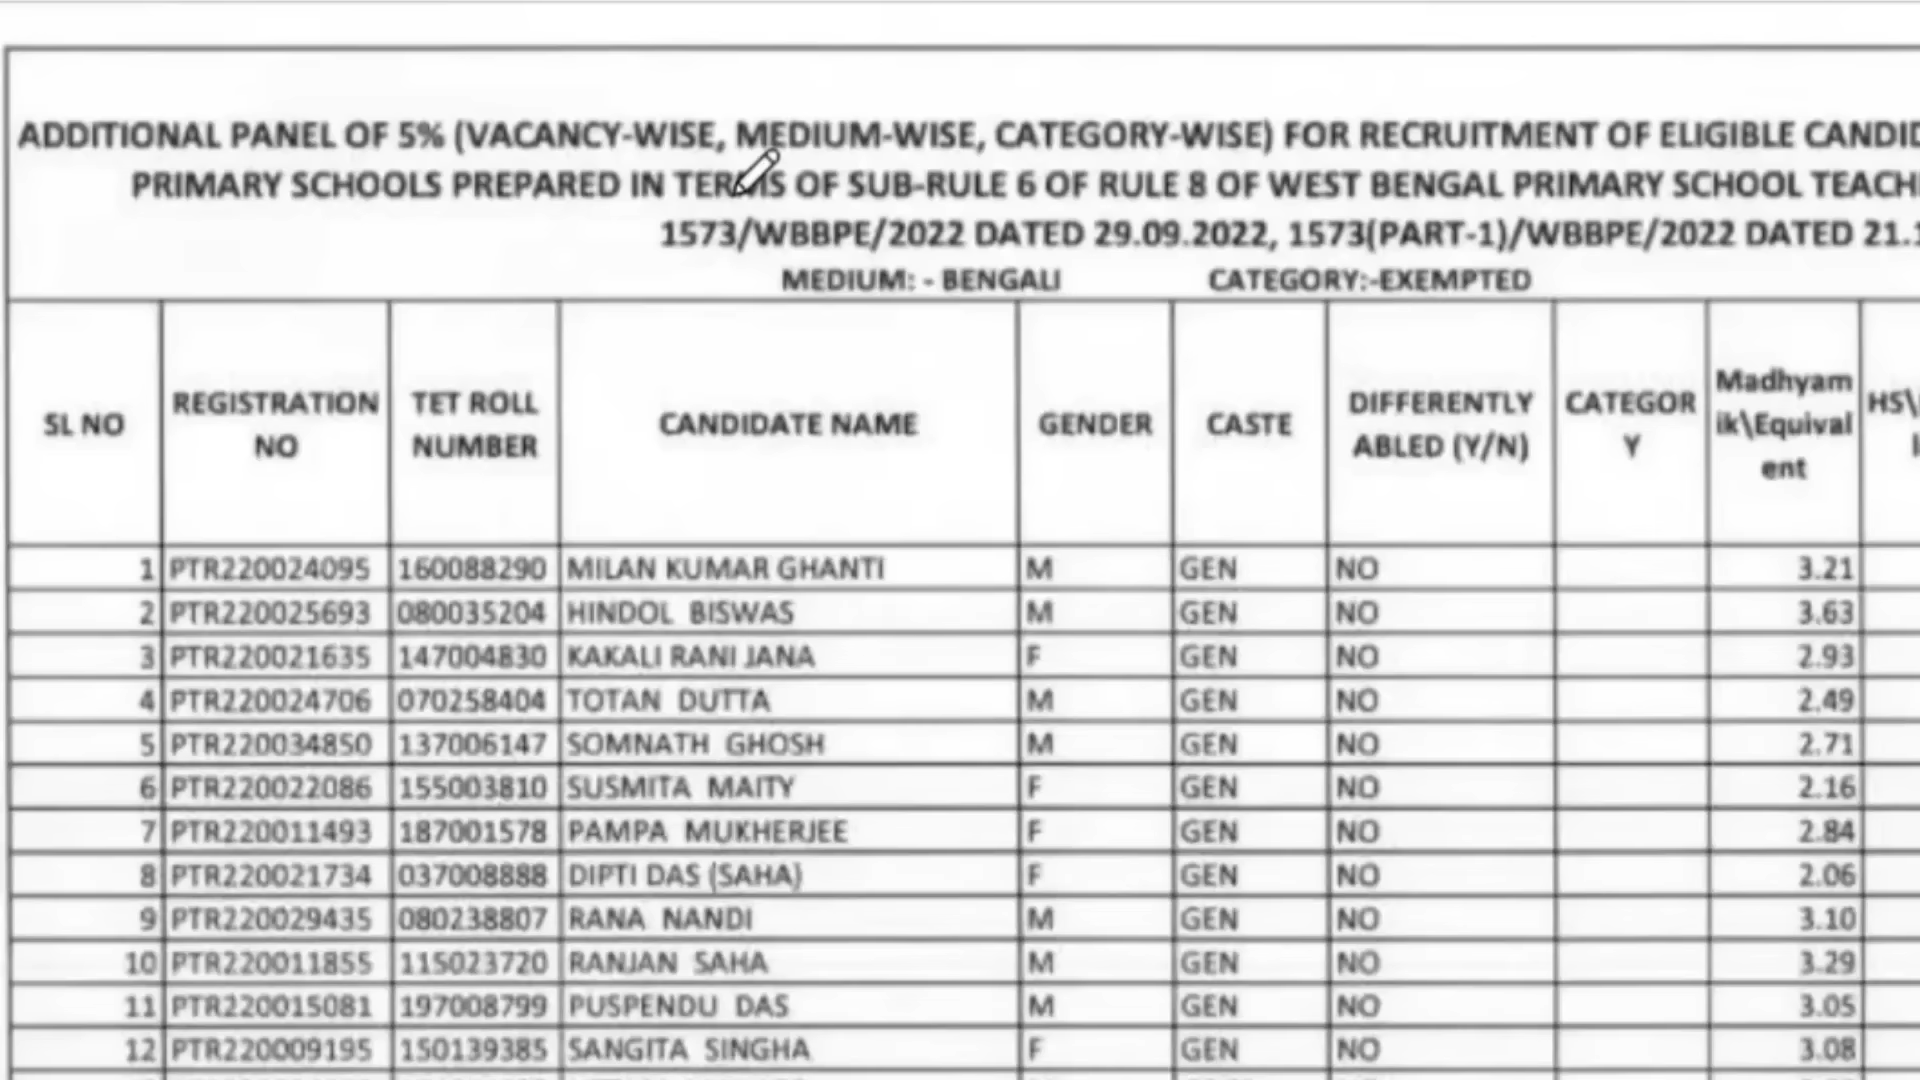 ADDITIONAL PANEL OF 5% (VACANCY-WISE, MEDIUM-WISE, CATEGORY-WISE) FOR RECRUITMENT OF ELIGIBLE
PRIMARY SCHOOLS PREPARED IN TERMS OF SUB-RULE 6 OF RULE 8 OF WEST BENGAL PRIMARY SCHOOL
1573/WBBPE/2022 DATED 29.09.2022, 1573(PART-1)/WBBPE/2022 DATED
MEDIUM: - BENGALI CATEGORY:-EXEMPTED
SL NO REGISTRATION NO TET ROLL NUMBER CANDIDATE NAME GENDER CASTE DIFFERENTLY ABLED (Y/N) CATEGORY Madhyamik\Equivalent HS\
1 PTR220024095 160088290 MILAN KUMAR GHANTI M GEN NO 3.21
2 PTR220025693 080035204 HINDOL BISWAS M GEN NO 3.63
3 PTR220021635 147004830 KAKALI RANI JANA F GEN NO 2.93
4 PTR220024706 070258404 TOTAN DUTTA M GEN NO 2.49
5 PTR220034850 137006147 SOMNATH GHOSH M GEN NO 2.71
6 PTR220022086 155003810 SUSMITA MAITY F GEN NO 2.16
7 PTR220011493 187001578 PAMPA MUKHERJEE F GEN NO 2.84
8 PTR220021734 037008888 DIPTI DAS (SAHA) F GEN NO 2.06
9 PTR220029435 080238807 RANA NANDI M GEN NO 3.10
10 PTR220011855 115023720 RANJAN SAHA M GEN NO 3.29
11 PTR220015081 197008799 PUSPENDU DAS M GEN NO 3.05
12 PTR220009195 150139385 SANGITA SINGHA F GEN NO 3.08